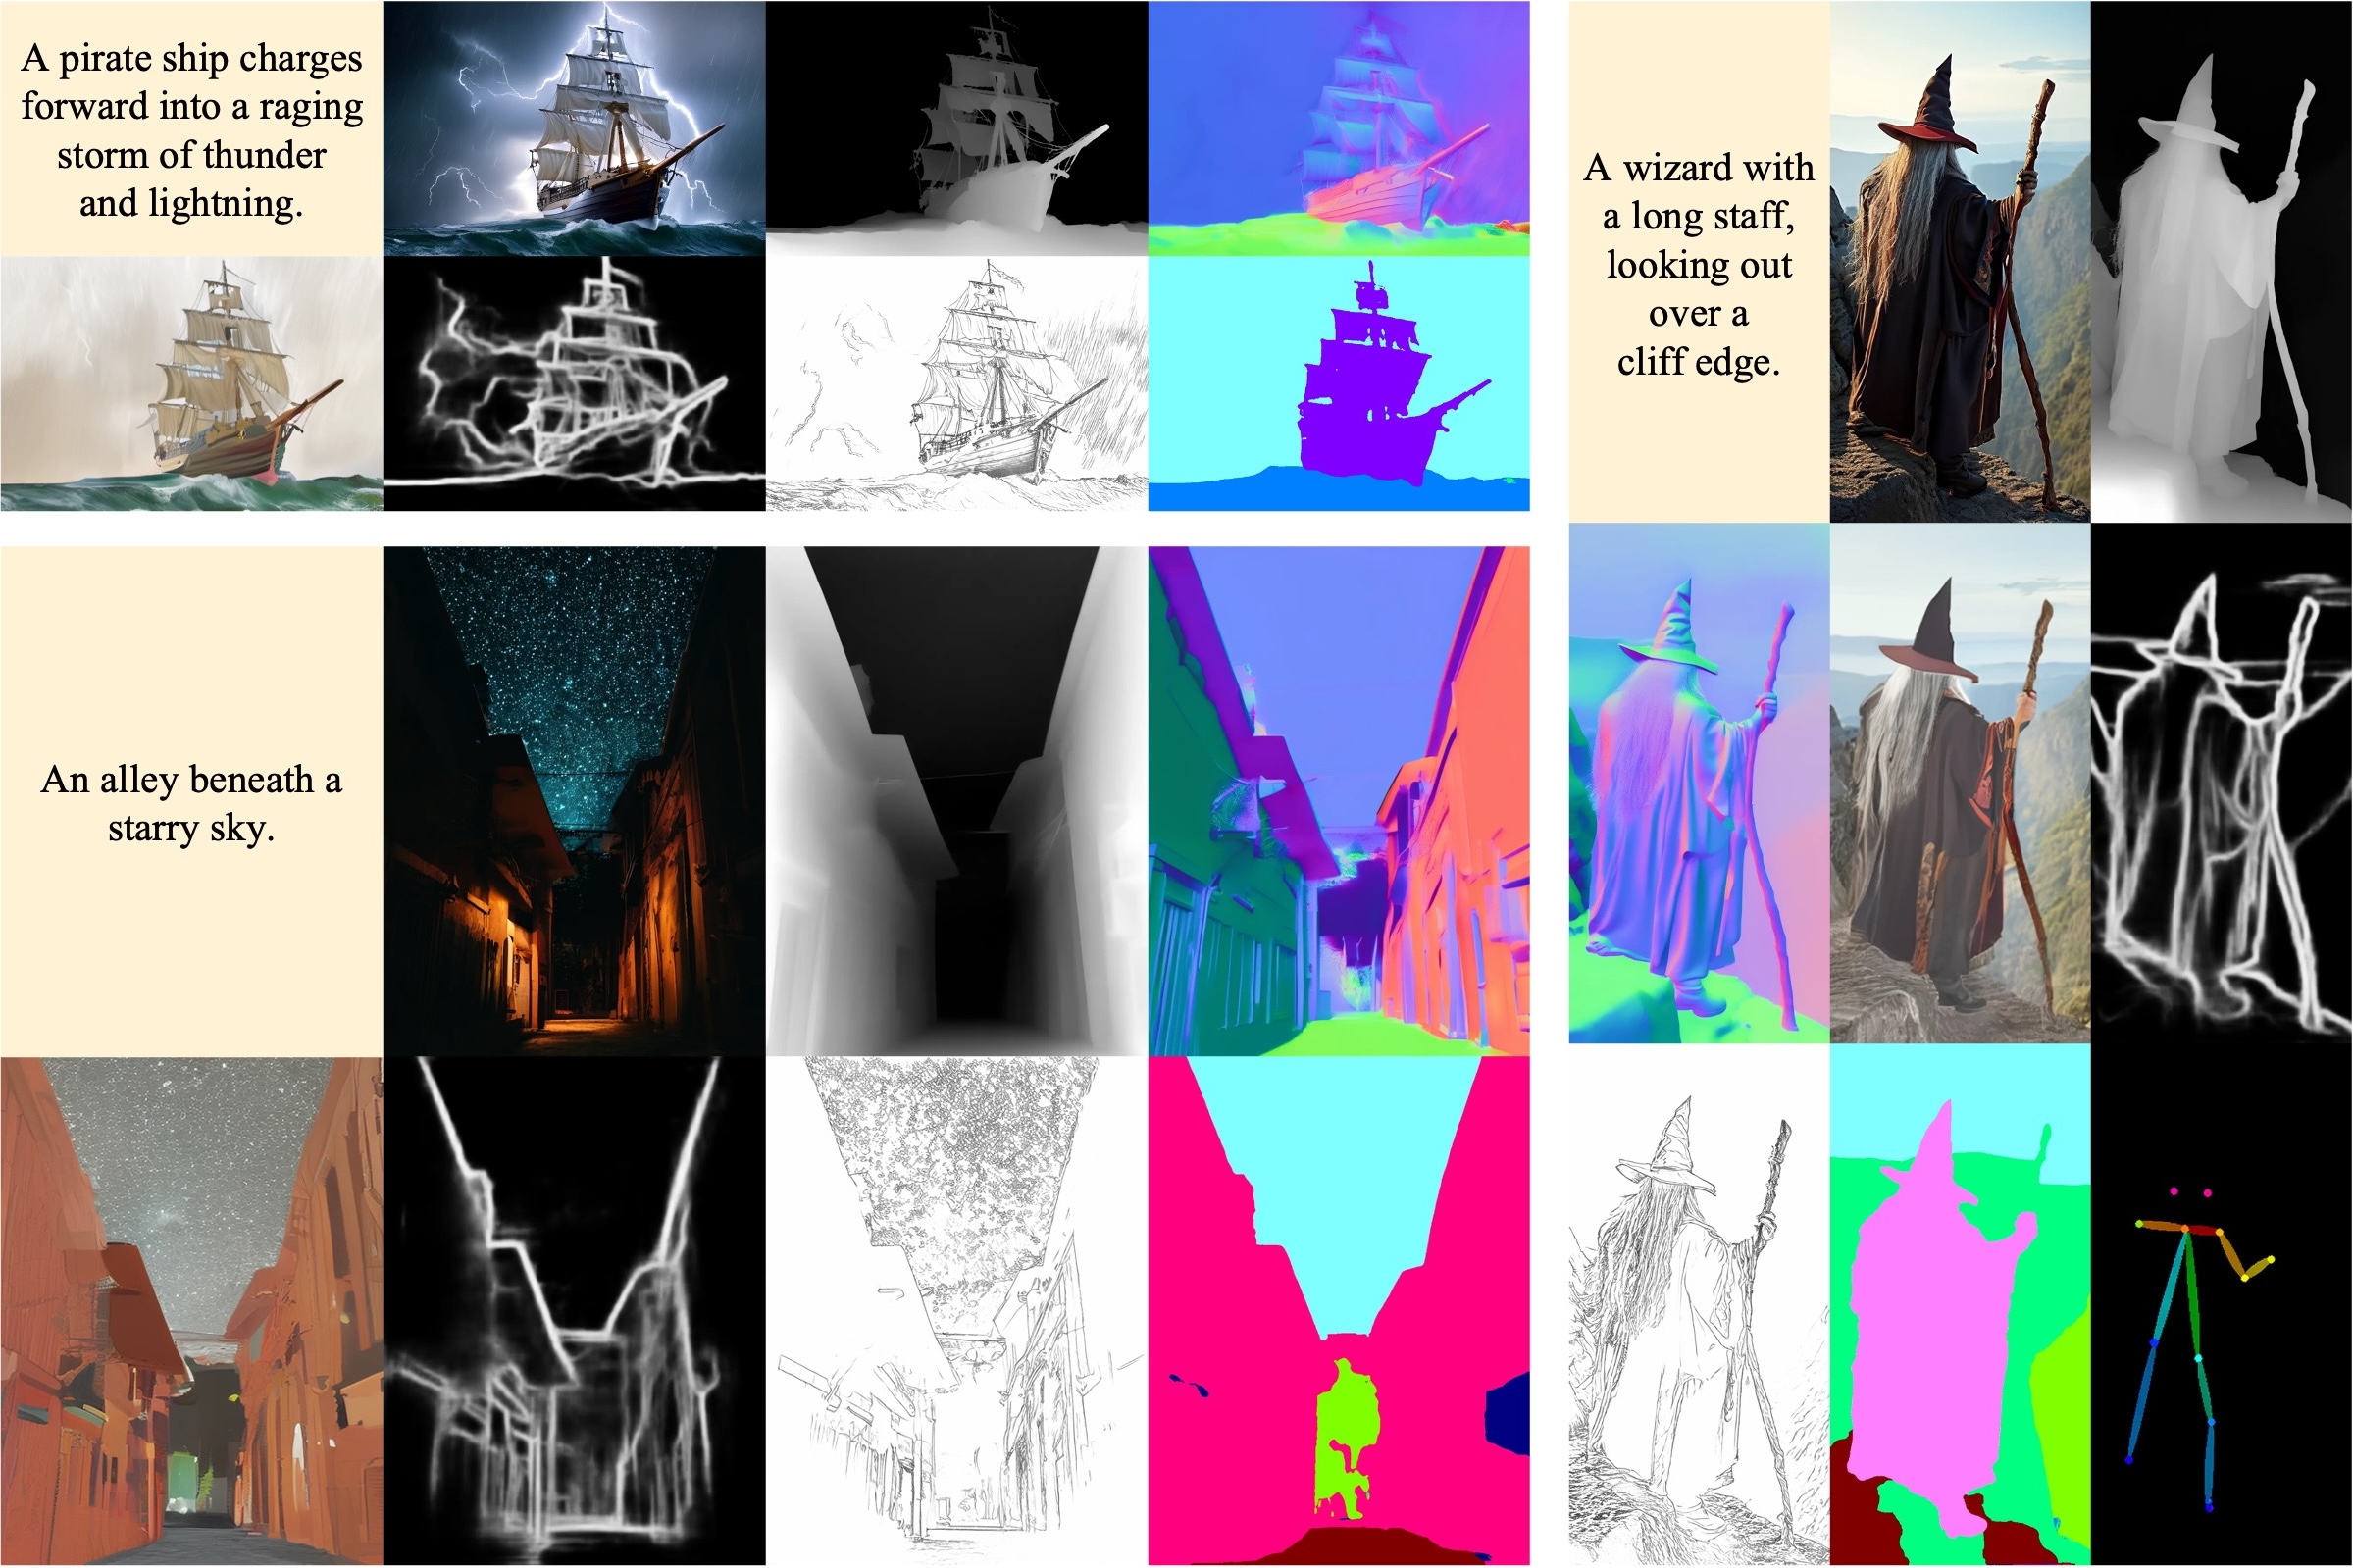 A pirate ship charges
forward into a raging
storm of thunder
and lightning.
A wizard with
a long staff,
looking out
over a
cliff edge.
An alley beneath a
starry sky.